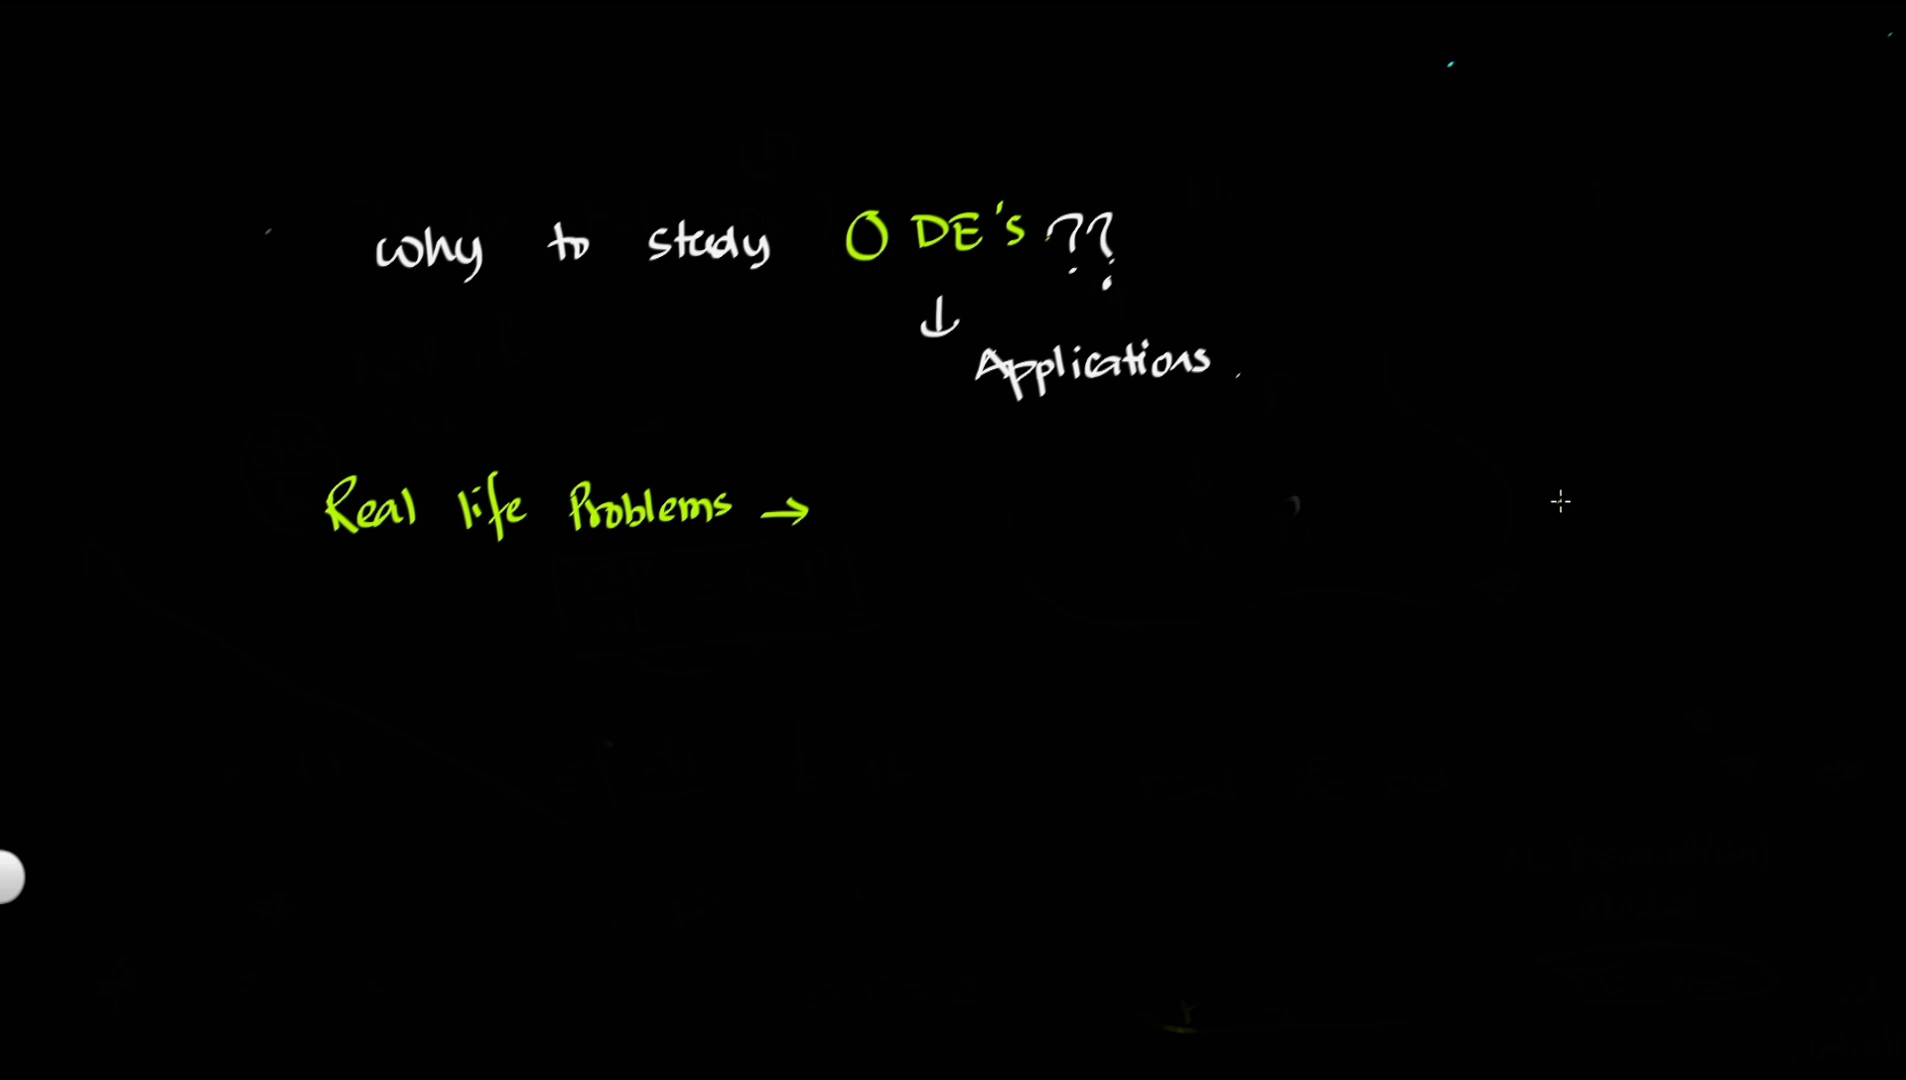 why to study ODE's ??
↓
Applications.
Real life Problems →